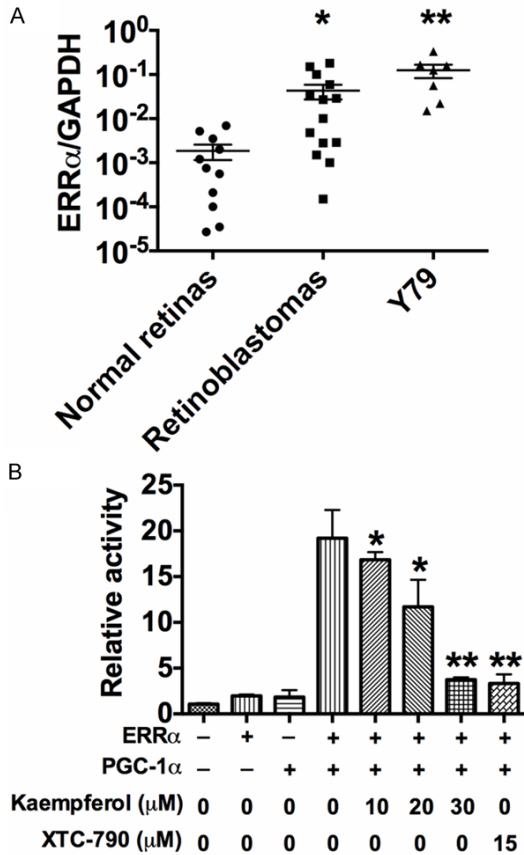 A
* **
10⁰
10⁻¹
10⁻²
10⁻³
10⁻⁴
10⁻⁵
ERRα/GAPDH
Normal retinas
Retinoblastomas
Y79
B
25
20
15
10
5
0
Relative activity
* * ** **
ERRα – + – + + + + +
PGC-1α – – + + + + + +
Kaempferol (μM) 0 0 0 0 10 20 30 0
XTC-790 (μM) 0 0 0 0 0 0 0 15